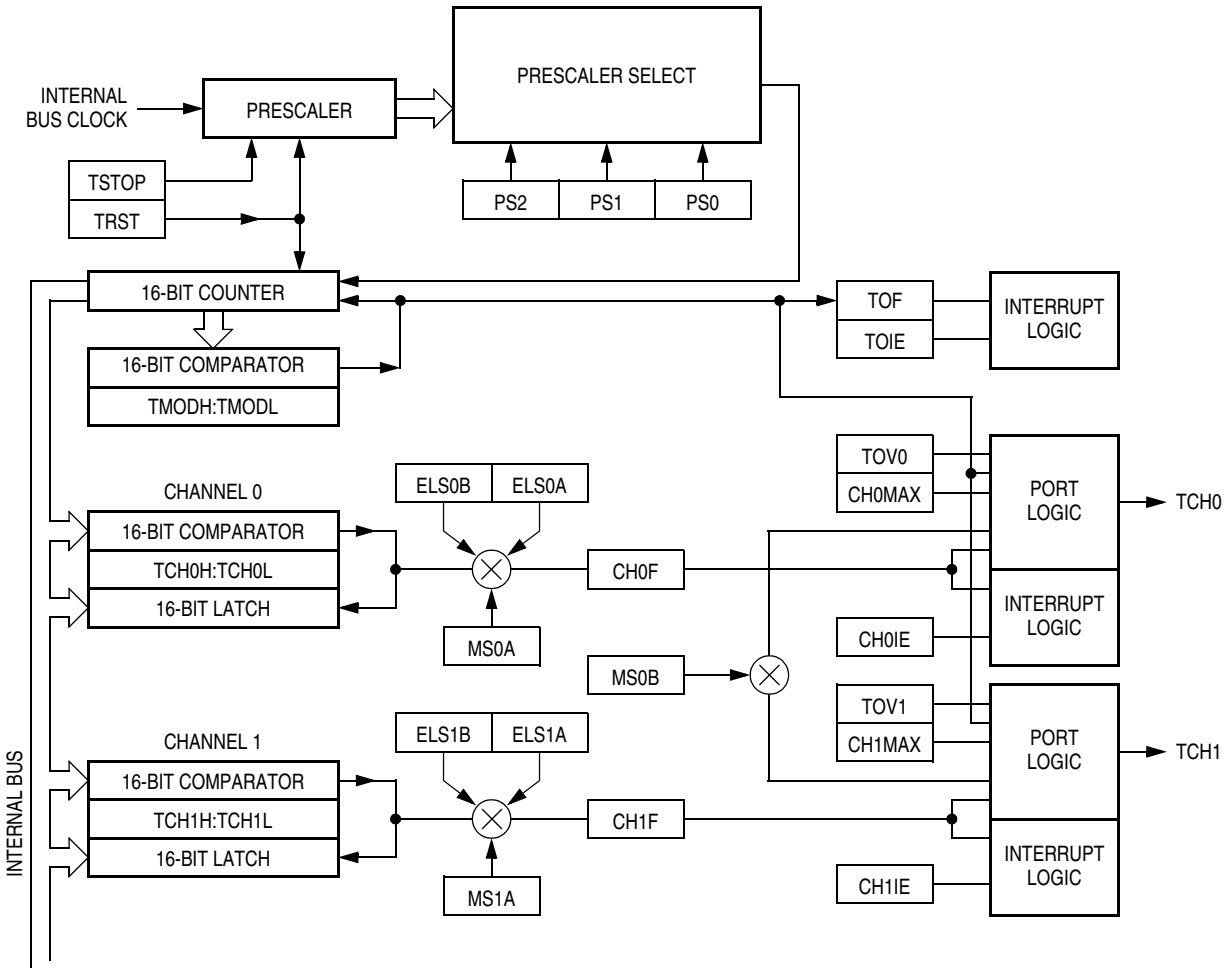 PRESCALER SELECT
INTERNAL
BUS CLOCK
PRESCALER
TSTOP
TRST
PS2
PS1
PS0
16-BIT COUNTER
16-BIT COMPARATOR
TMODH:TMODL
TOF
TOIE
INTERRUPT
LOGIC
CHANNEL 0
16-BIT COMPARATOR
TCH0H:TCH0L
16-BIT LATCH
ELS0B
ELS0A
MS0A
CH0F
TOV0
CH0MAX
PORT
LOGIC
TCH0
INTERRUPT
LOGIC
CH0IE
MS0B
CHANNEL 1
16-BIT COMPARATOR
TCH1H:TCH1L
16-BIT LATCH
ELS1B
ELS1A
MS1A
CH1F
TOV1
CH1MAX
PORT
LOGIC
TCH1
INTERRUPT
LOGIC
CH1IE
INTERNAL BUS